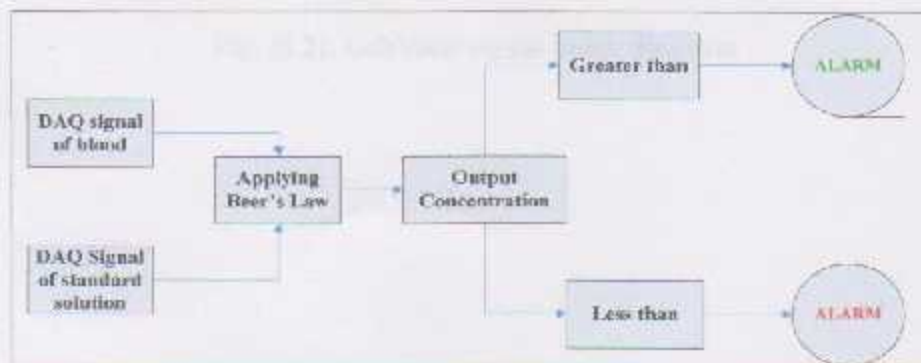 Greater than
ALARM
DAQ signal
of blood
Applying
Beer's Law
Output
Concentration
DAQ Signal
of standard
solution
Less than
ALARM